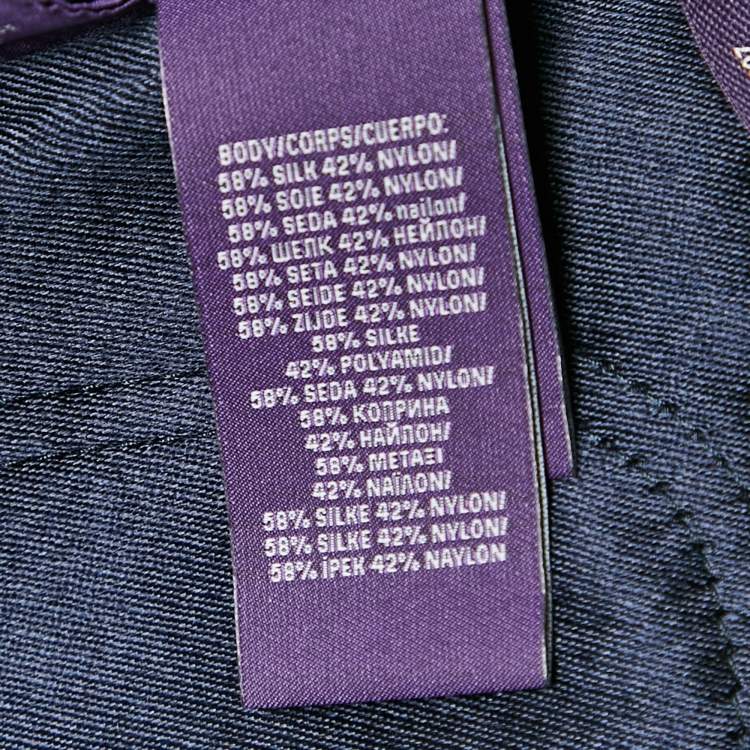 BODY/CORPS/CUERPO:
58% SILK 42% NYLON/
58% SOIE 42% NYLON/
58% SEDA 42% najlon/
58% ШЕЛК 42% НЕЙЛОН/
58% SETA 42% NYLON/
58% SEIDE 42% NYLON/
58% ZIJDE 42% NYLON/
58% SILKE
42% POLYAMID/
58% SEDA 42% NYLON/
58% КОПРИНА
42% НАЙЛОН/
58% ΜΕΤΑΞΙ
42% ΝΑΪΛΟΝ/
58% SILKE 42% NYLON/
58% SILKE 42% NYLON/
58% İPEK 42% NAYLON